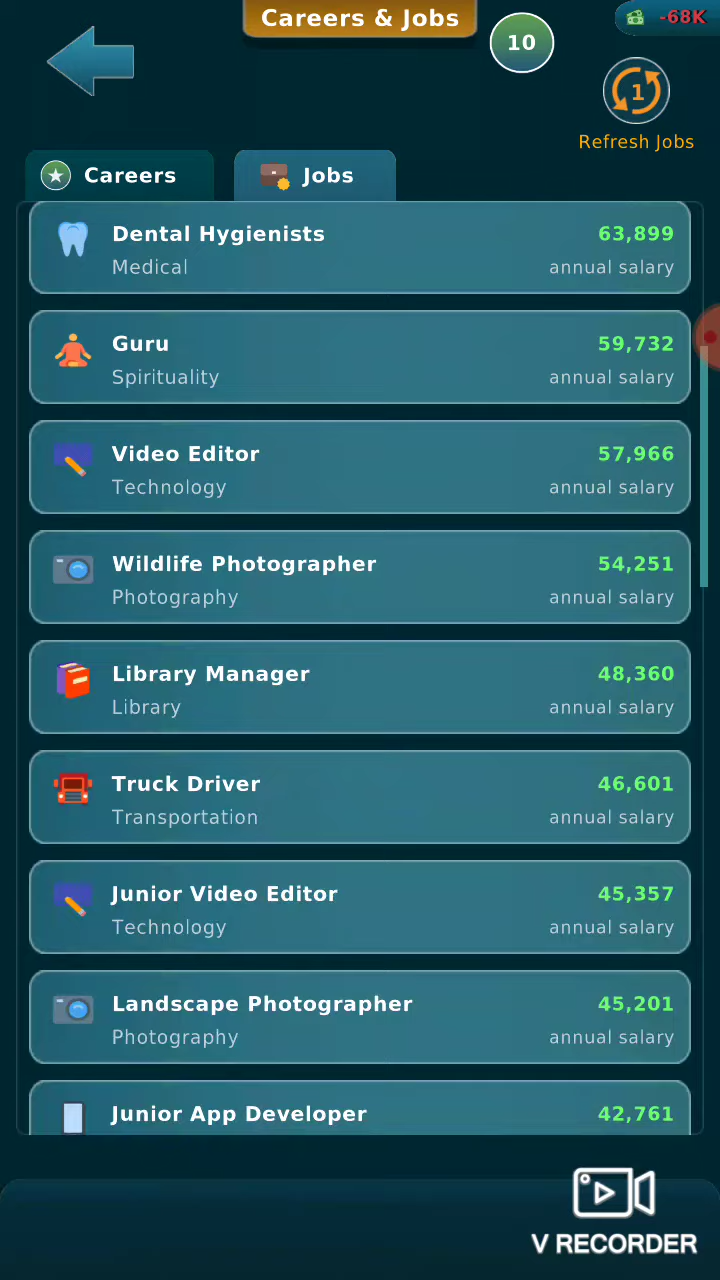 Careers & Jobs
10
-68K
1
Refresh Jobs
Careers
Jobs
Dental Hygienists
63,899
Medical
annual salary
Guru
59,732
Spirituality
annual salary
Video Editor
57,966
Technology
annual salary
Wildlife Photographer
54,251
Photography
annual salary
Library Manager
48,360
Library
annual salary
Truck Driver
46,601
Transportation
annual salary
Junior Video Editor
45,357
Technology
annual salary
Landscape Photographer
45,201
Photography
annual salary
Junior App Developer
42,761
V RECORDER